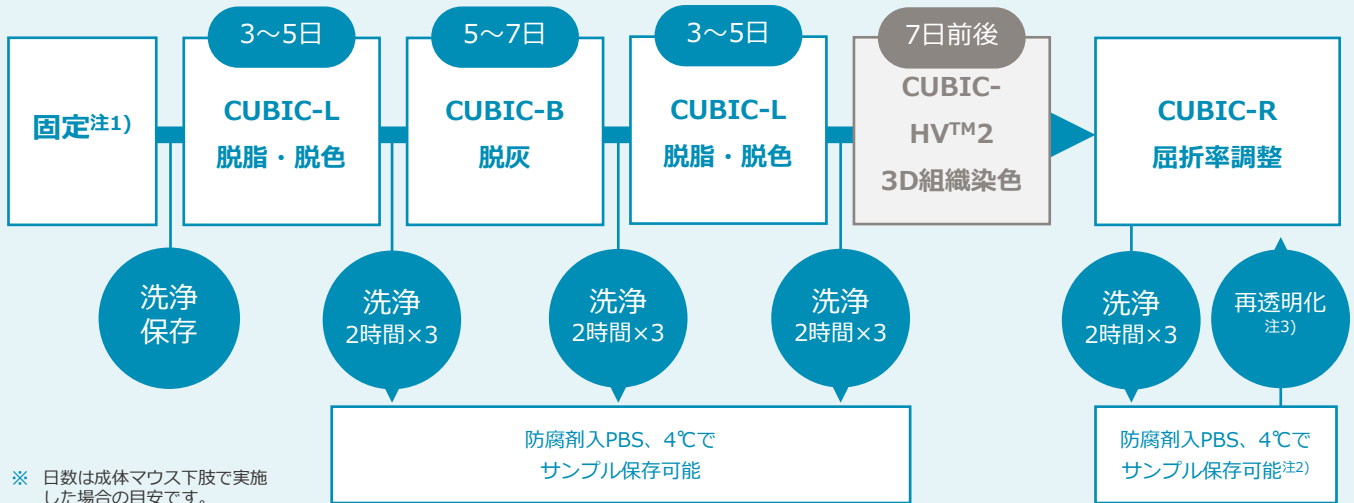 固定注1)
3～5日
CUBIC-L
脱脂・脱色
5～7日
CUBIC-B
脱灰
3～5日
CUBIC-L
脱脂・脱色
7日前後
CUBIC-
HV™2
3D組織染色
CUBIC-R
屈折率調整
洗浄
保存
洗浄
2時間×3
洗浄
2時間×3
洗浄
2時間×3
洗浄
2時間×3
再透明化
注3)
防腐剤入PBS、4℃で
サンプル保存可能
防腐剤入PBS、4℃で
サンプル保存可能注2)
※ 日数は成体マウス下肢で実施
した場合の目安です。